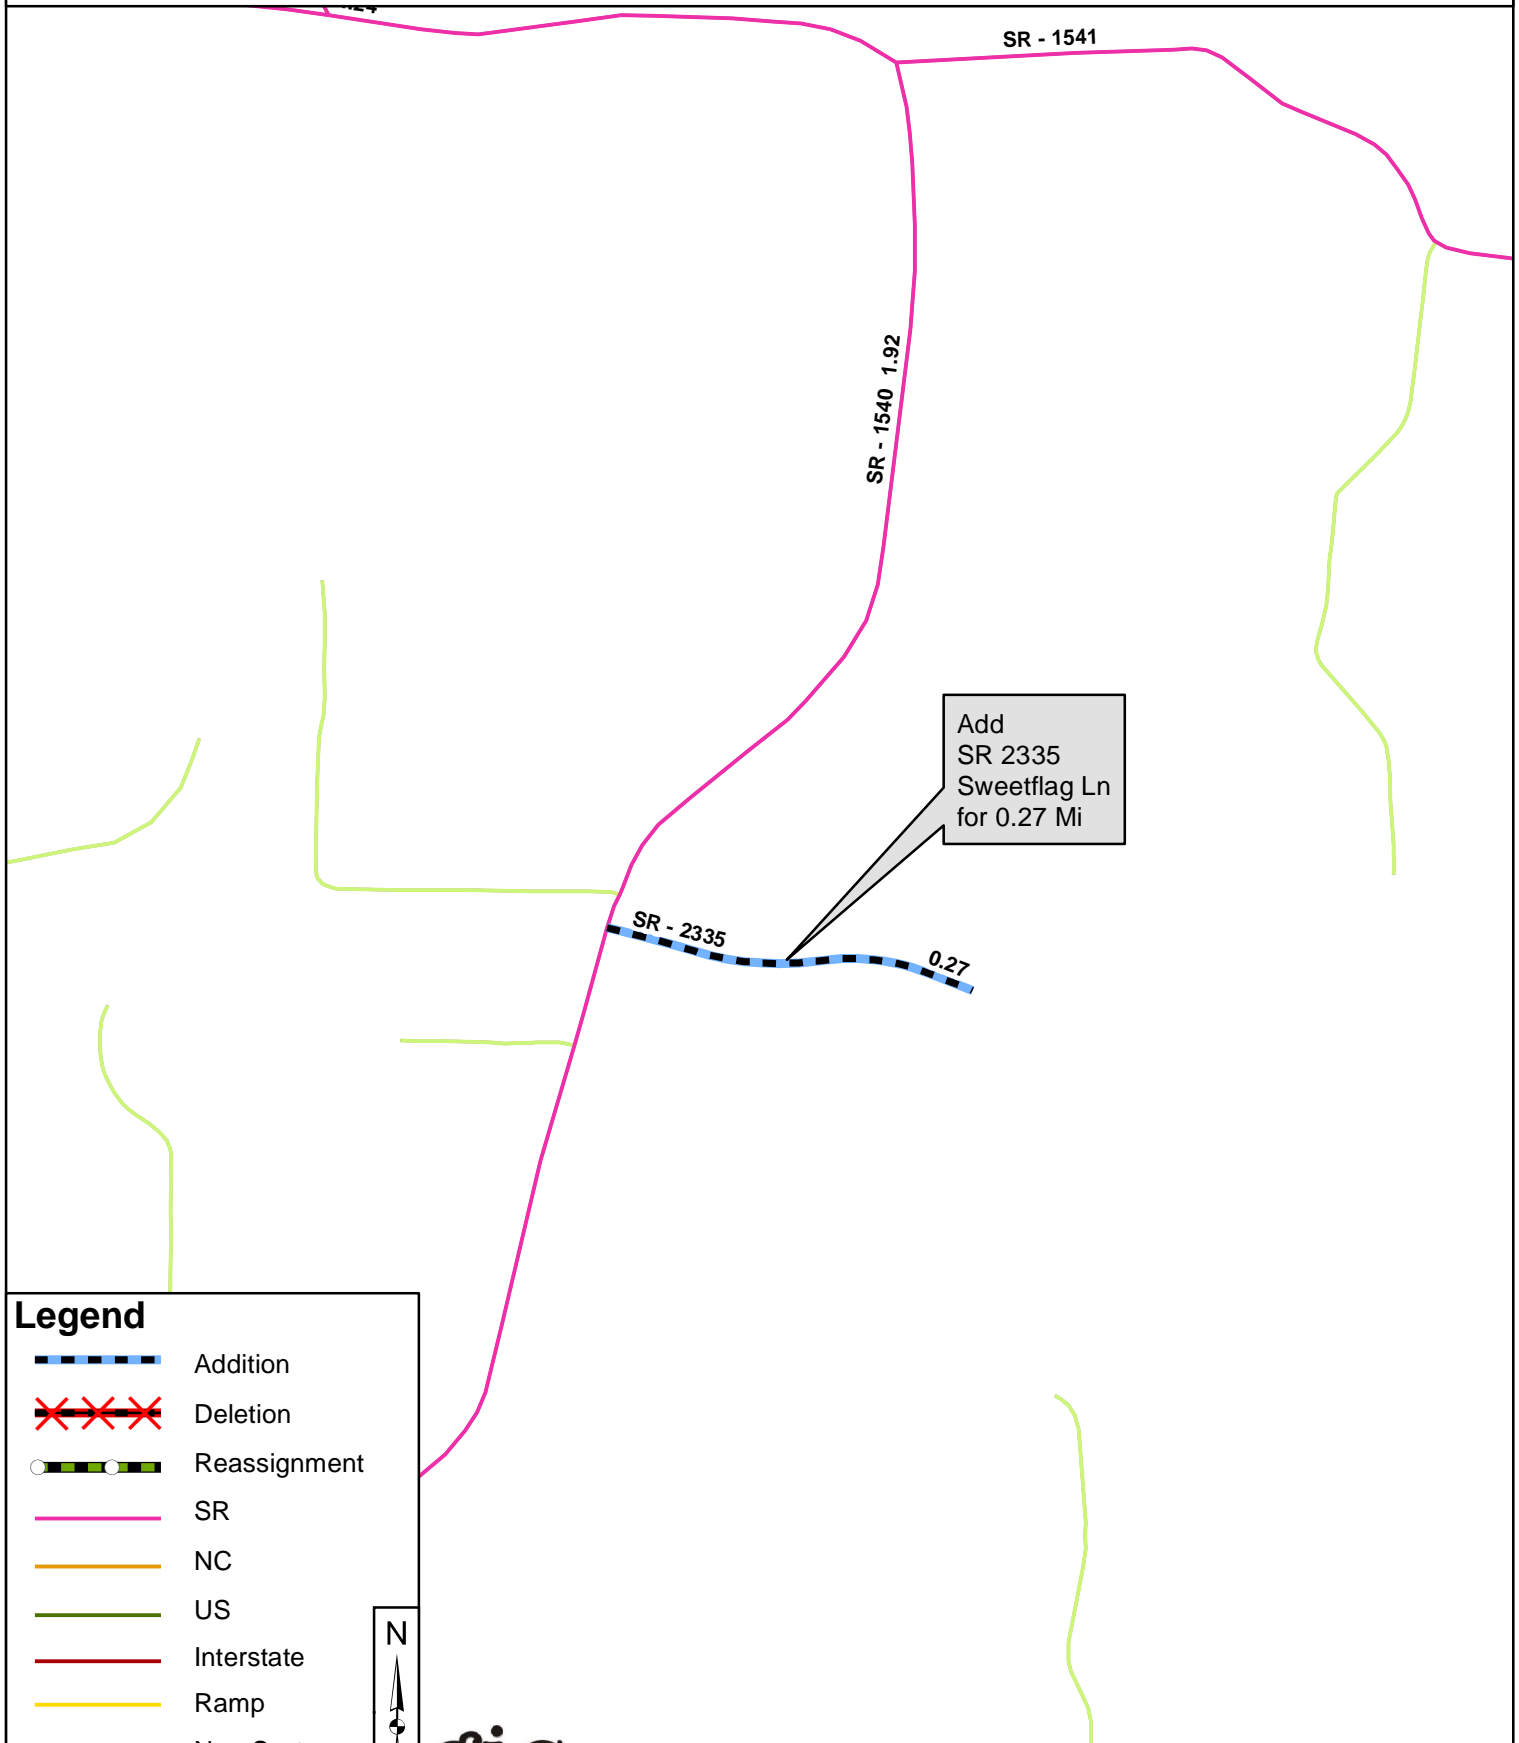 SR - 1541
SR - 1540 1.92
Add
SR 2335
Sweetflag Ln
for 0.27 Mi
SR - 2335
0.27
Legend
Addition
Deletion
Reassignment
SR
NC
US
Interstate
Ramp
N